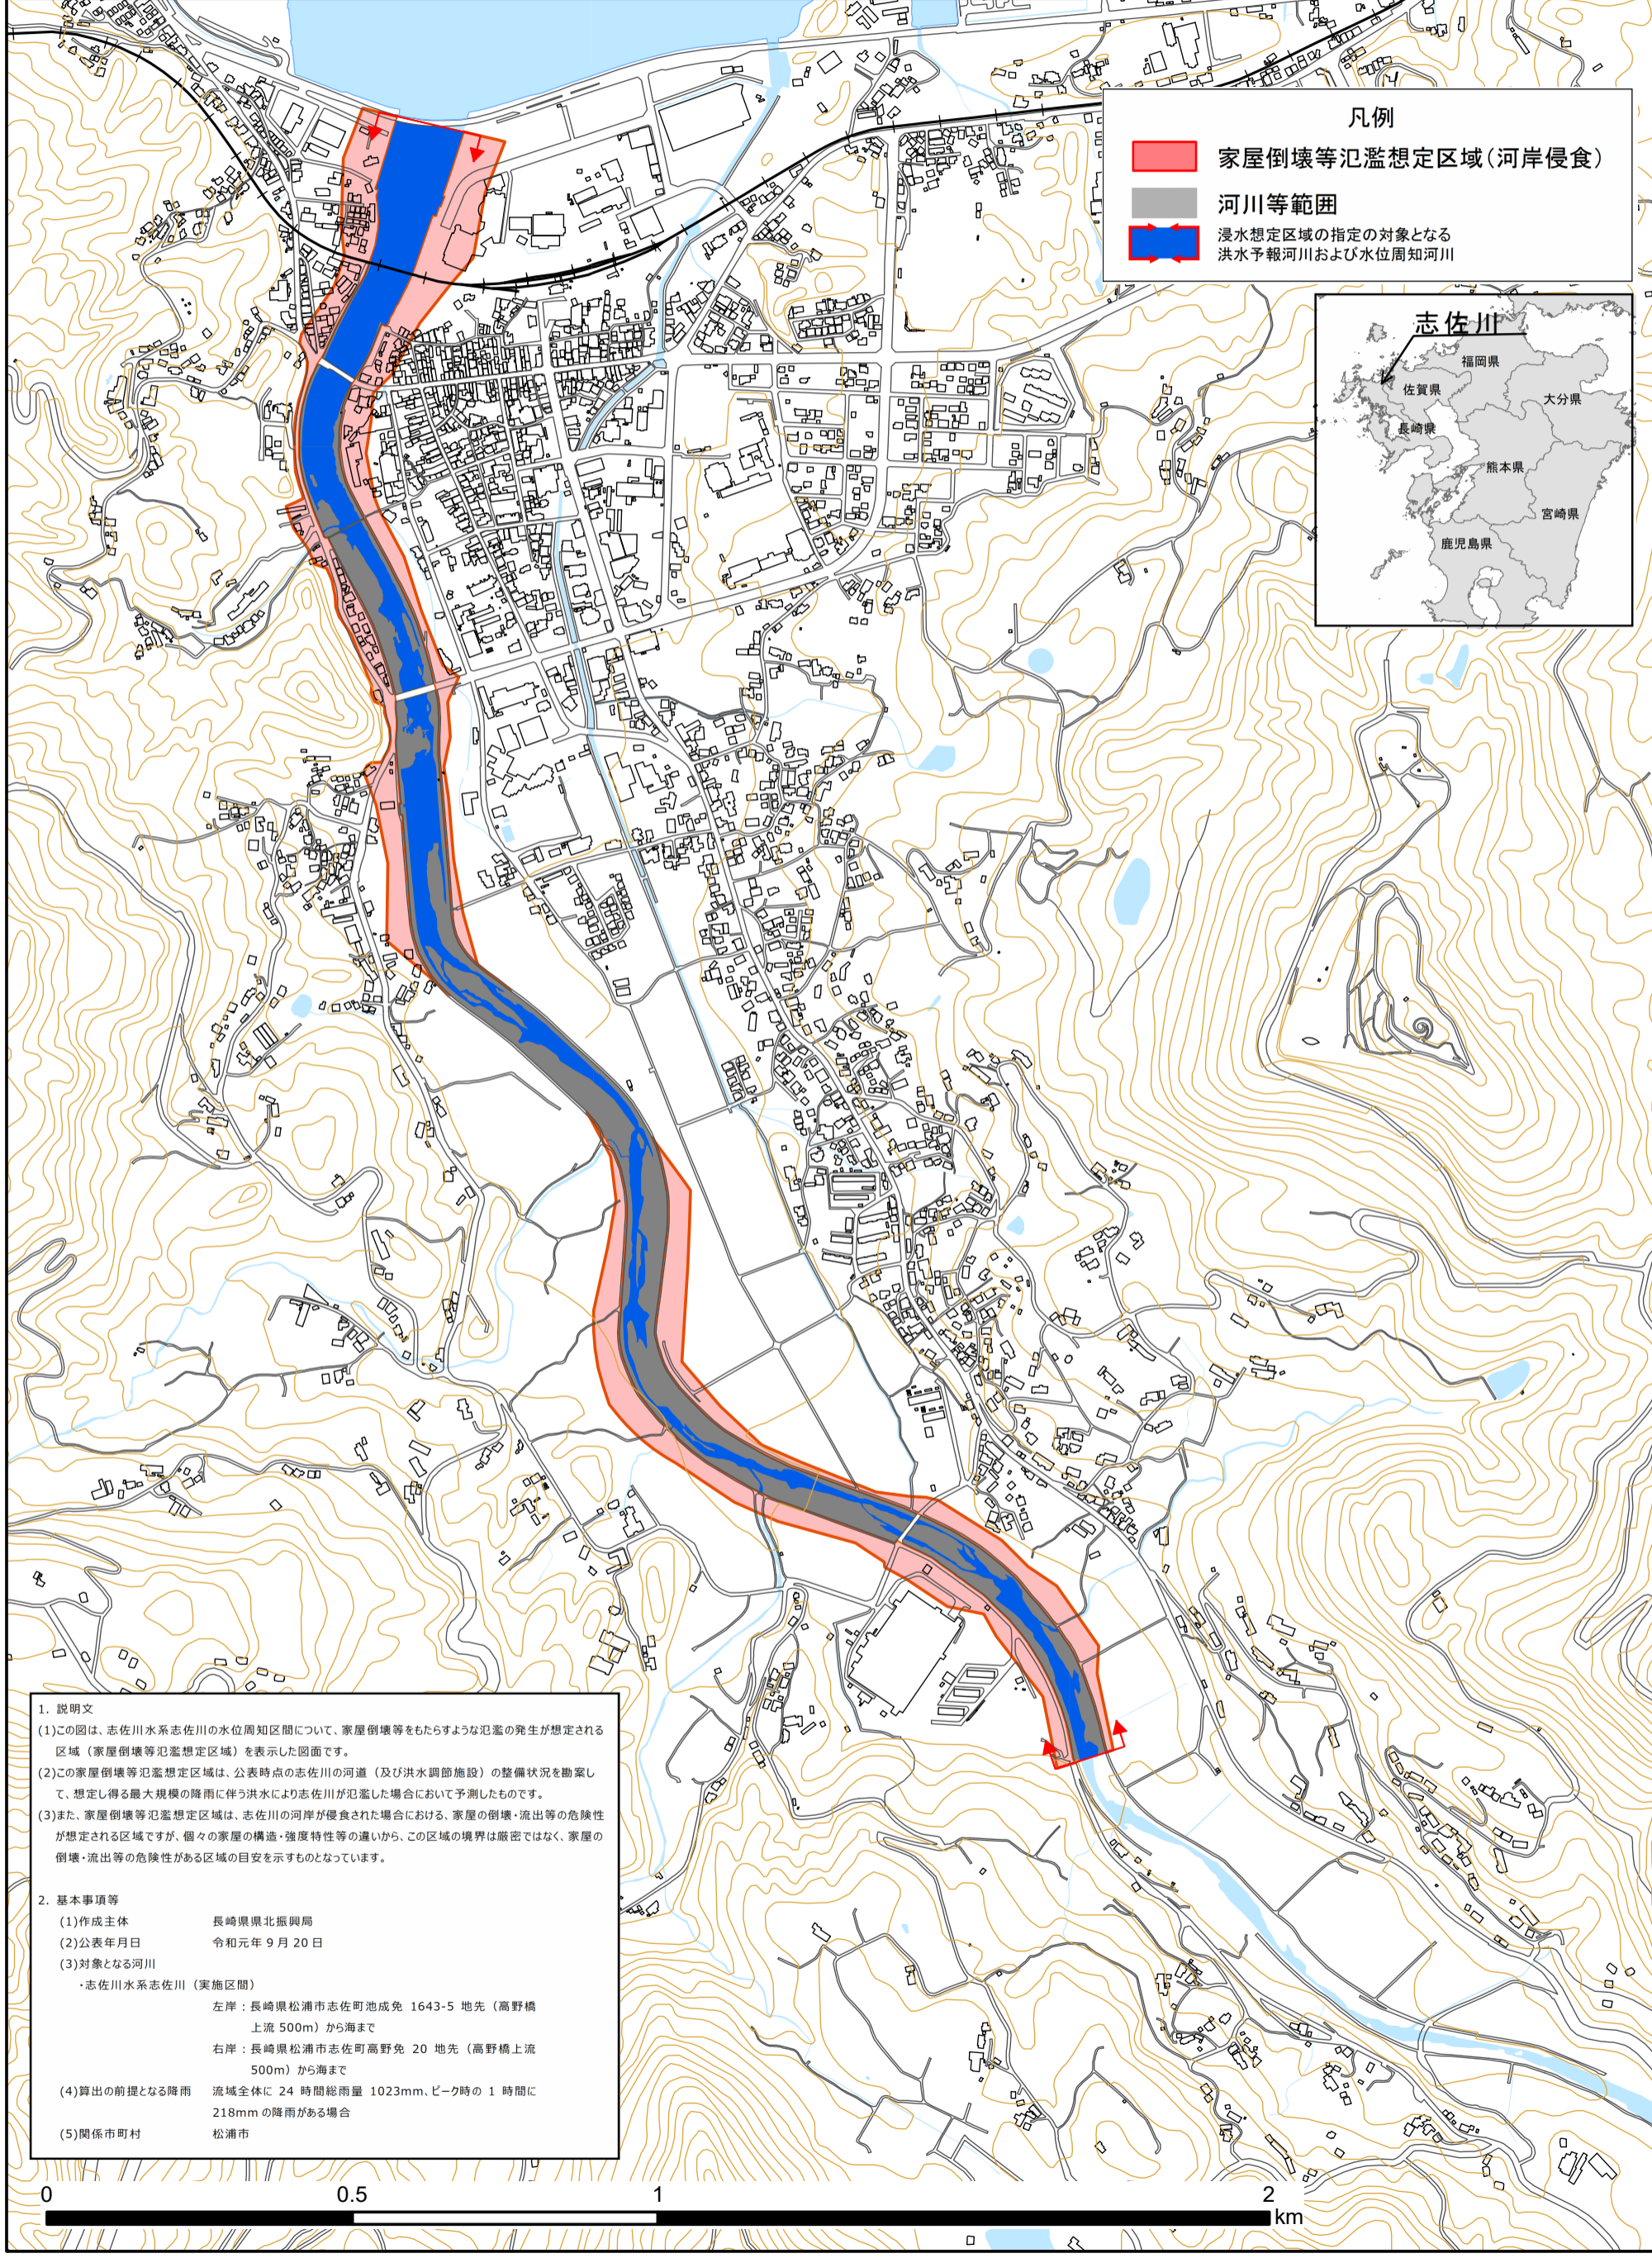 凡例
家屋倒壊等氾濫想定区域（河岸侵食）
河川等範囲
浸水想定区域の指定の対象となる
洪水予報河川および水位周知河川
志佐川
福岡県
佐賀県
大分県
長崎県
熊本県
宮崎県
鹿児島県
1. 説明文
(1)この図は、志佐川水系志佐川の水位周知区間について、家屋倒壊等をもたらすような氾濫の発生が想定される
区域（家屋倒壊等氾濫想定区域）を表示した図面です。
(2)この家屋倒壊等氾濫想定区域は、公表時点の志佐川の河道（及び洪水調節施設）の整備状況を勘案し
て、想定し得る最大規模の降雨に伴う洪水により志佐川が氾濫した場合において予測したものです。
(3)また、家屋倒壊等氾濫想定区域は、志佐川の河岸が侵食された場合における、家屋の倒壊・流出等の危険性
が想定される区域ですが、個々の家屋の構造・強度特性等の違いから、この区域の境界は厳密ではなく、家屋の
倒壊・流出等の危険性がある区域の目安を示すものとなっています。
2. 基本事項等
(1)作成主体 長崎県県北振興局
(2)公表年月日 令和元年 9 月 20 日
(3)対象となる河川
・志佐川水系志佐川（実施区間）
左岸：長崎県松浦市志佐町池成免 1643-5 地先（高野橋
上流 500m）から海まで
右岸：長崎県松浦市志佐町高野免 20 地先（高野橋上流
500m）から海まで
(4)算出の前提となる降雨 流域全体に 24 時間総雨量 1023mm、ピーク時の 1 時間に
218mm の降雨がある場合
(5)関係市町村 松浦市
0 0.5 1 2
km